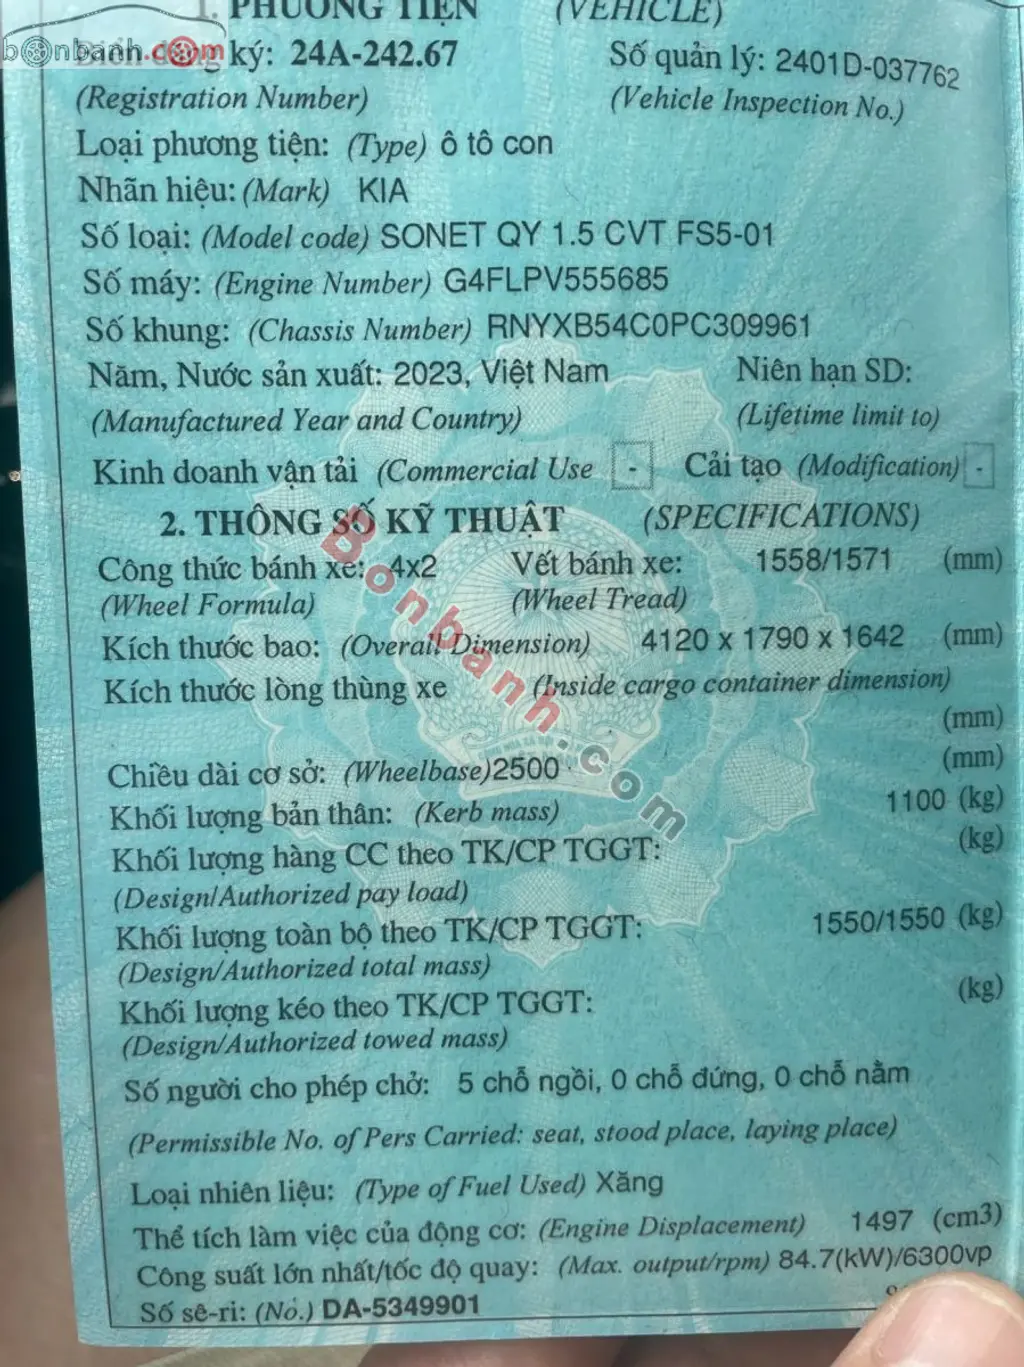 1. PHƯƠNG TIỆN (VEHICLE)
bonbanh.com
Biển đăng ký: 24A-242.67 Số quản lý: 2401D-037762
(Registration Number) (Vehicle Inspection No.)
Loại phương tiện: (Type) ô tô con
Nhãn hiệu: (Mark) KIA
Số loại: (Model code) SONET QY 1.5 CVT FS5-01
Số máy: (Engine Number) G4FLPV555685
Số khung: (Chassis Number) RNYXB54C0PC309961
Năm, Nước sản xuất: 2023, Việt Nam Niên hạn SD:
(Manufactured Year and Country) (Lifetime limit to)
Kinh doanh vận tải (Commercial Use - Cải tạo (Modification) -
2. THÔNG SỐ KỸ THUẬT (SPECIFICATIONS)
Công thức bánh xe: 4x2 Vết bánh xe: 1558/1571 (mm)
(Wheel Formula) (Wheel Tread)
Kích thước bao: (Overall Dimension) 4120 x 1790 x 1642 (mm)
Kích thước lòng thùng xe (Inside cargo container dimension)
(mm)
Chiều dài cơ sở: (Wheelbase)2500 (mm)
Khối lượng bản thân: (Kerb mass) 1100 (kg)
Khối lượng hàng CC theo TK/CP TGGT: (kg)
(Design/Authorized pay load)
Khối lượng toàn bộ theo TK/CP TGGT: 1550/1550 (kg)
(Design/Authorized total mass)
Khối lượng kéo theo TK/CP TGGT: (kg)
(Design/Authorized towed mass)
Số người cho phép chở: 5 chỗ ngồi, 0 chỗ đứng, 0 chỗ nằm
(Permissible No. of Pers Carried: seat, stood place, laying place)
Loại nhiên liệu: (Type of Fuel Used) Xăng
Thể tích làm việc của động cơ: (Engine Displacement) 1497 (cm3)
Công suất lớn nhất/tốc độ quay: (Max. output/rpm) 84.7(kW)/6300vp
Số sê-ri: (No.) DA-5349901
Bonbanh.com